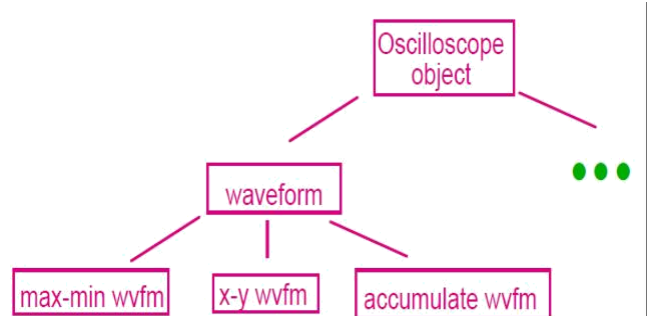 Oscilloscope
object
waveform
max-min wvfm
x-y wvfm
accumulate wvfm